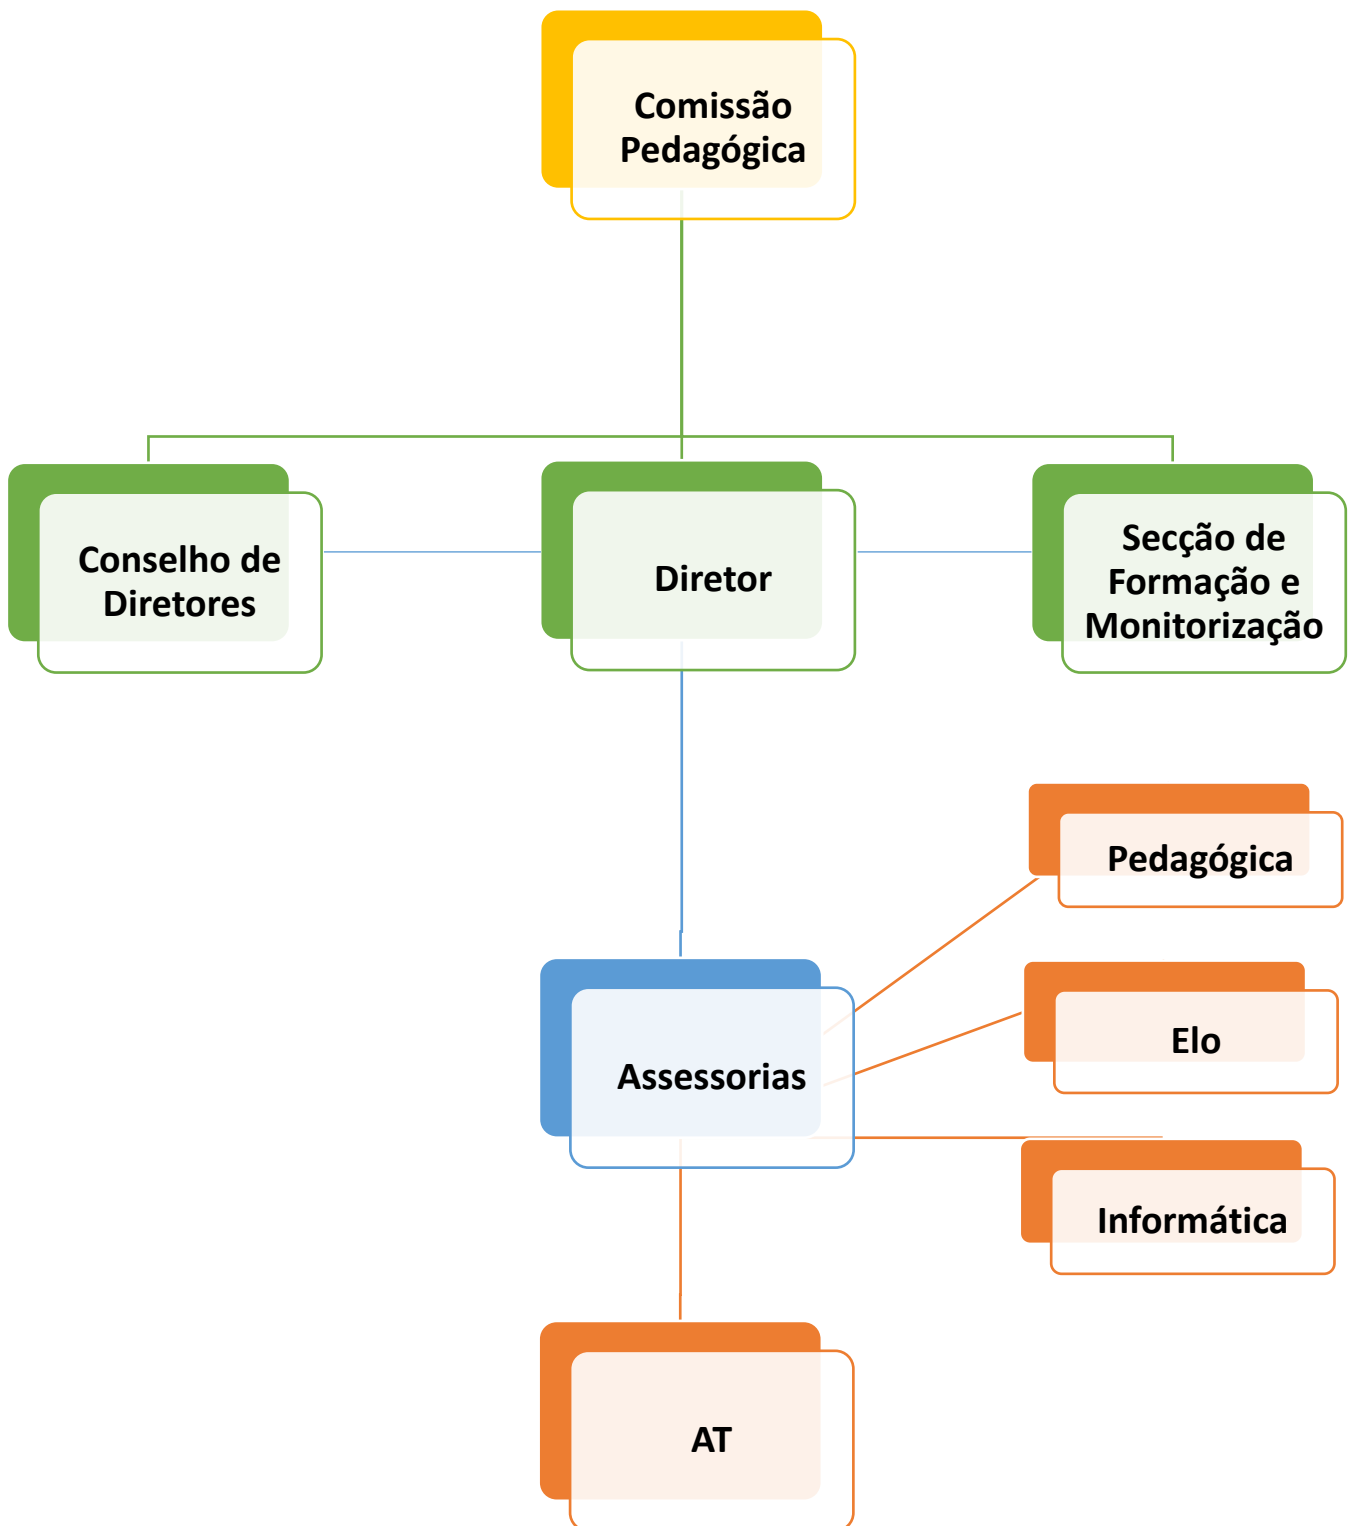 Comissão
Pedagógica
Conselho de
Diretores
Diretor
Secção de
Formação e
Monitorização
Pedagógica
Elo
Assessorias
Informática
AT